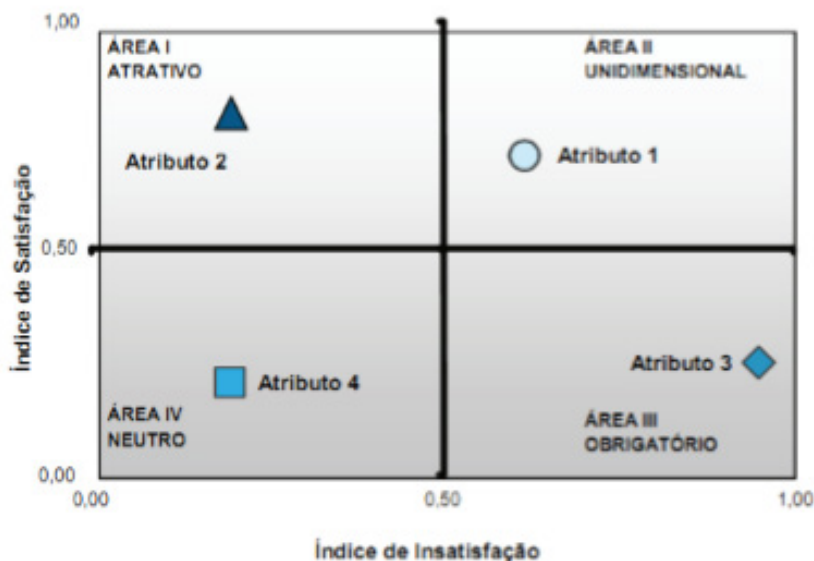 1,00
ÁREA I
ATRATIVO
ÁREA II
UNIDIMENSIONAL
Atributo 2
Atributo 1
Índice de Satisfação
0,50
Atributo 4
Atributo 3
ÁREA IV
NEUTRO
ÁREA III
OBRIGATÓRIO
0,00
0,00
0,50
1,00
Índice de Insatisfação